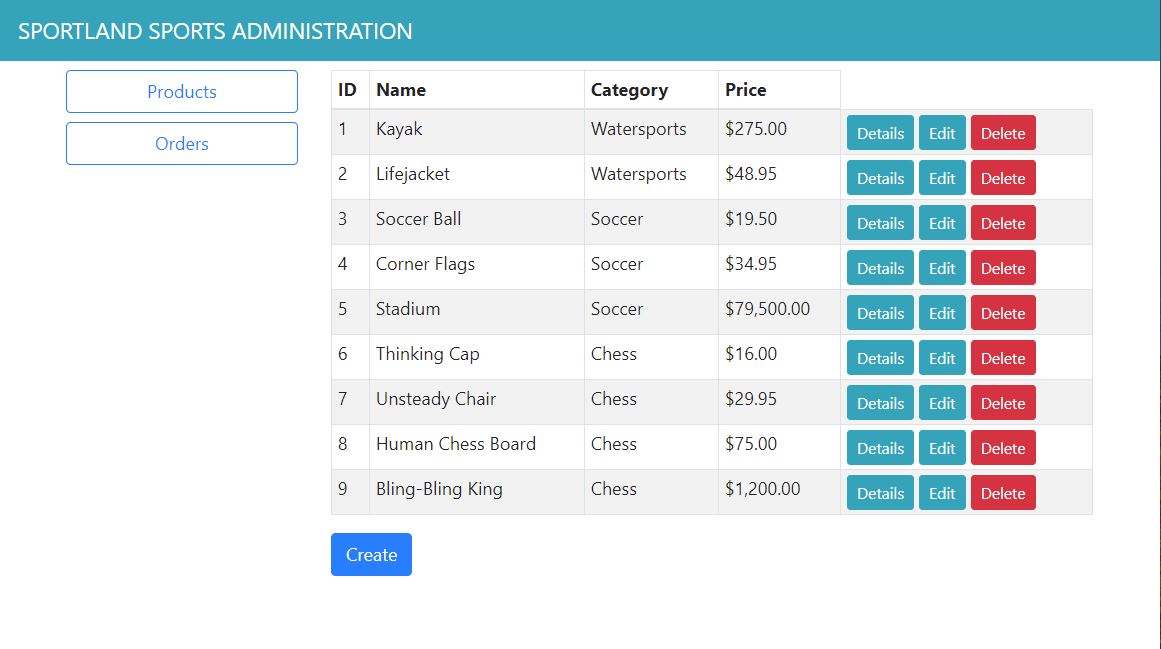 SPORTLAND SPORTS ADMINISTRATION
Products
Orders
ID Name Category Price
1 Kayak Watersports $275.00 Details Edit Delete
2 Lifejacket Watersports $48.95 Details Edit Delete
3 Soccer Ball Soccer $19.50 Details Edit Delete
4 Corner Flags Soccer $34.95 Details Edit Delete
5 Stadium Soccer $79,500.00 Details Edit Delete
6 Thinking Cap Chess $16.00 Details Edit Delete
7 Unsteady Chair Chess $29.95 Details Edit Delete
8 Human Chess Board Chess $75.00 Details Edit Delete
9 Bling-Bling King Chess $1,200.00 Details Edit Delete
Create